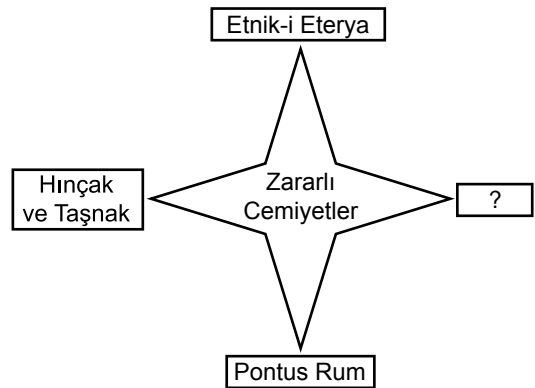 Etnik-i Eterya
Hınçak
ve Taşnak
Zararlı
Cemiyetler
?
Pontus Rum